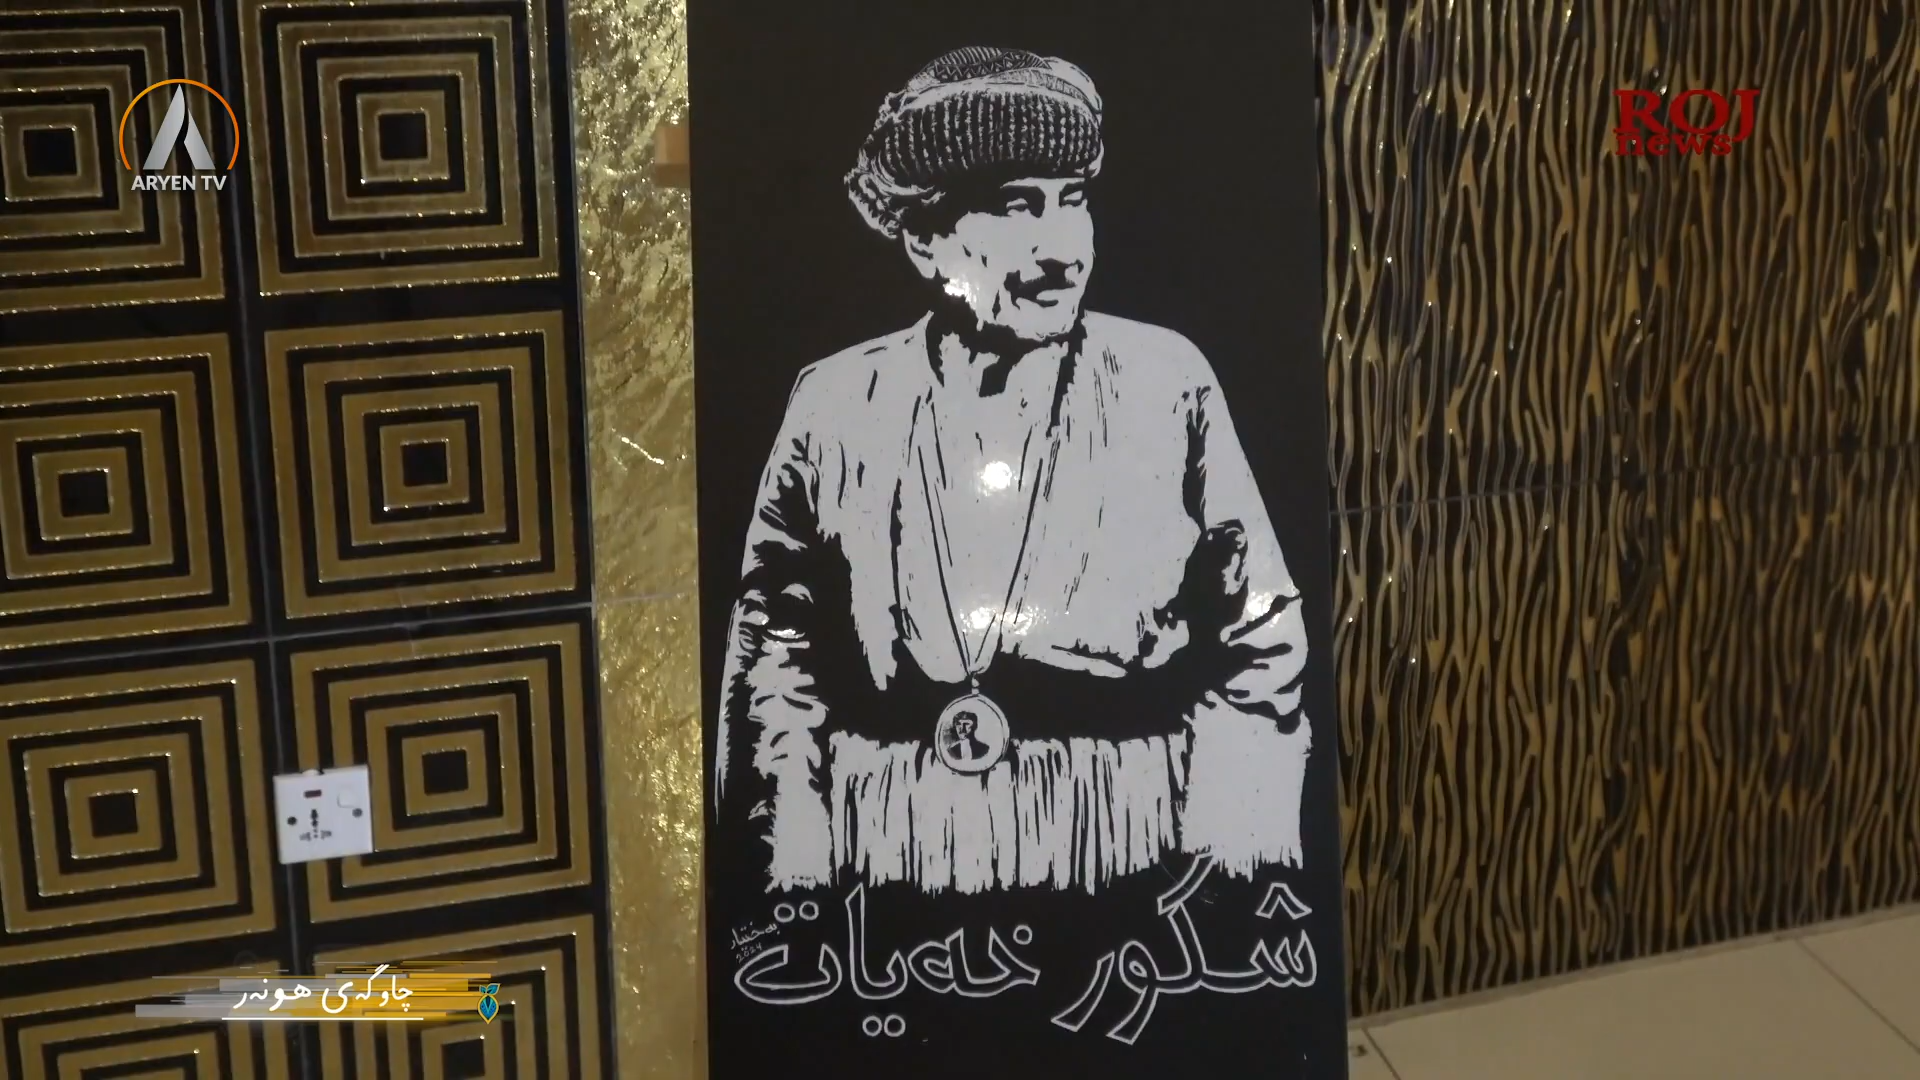 ARYEN TV
ROJ
news
شکور خەیات
بەختیار
2024
چاوگەی هونەر